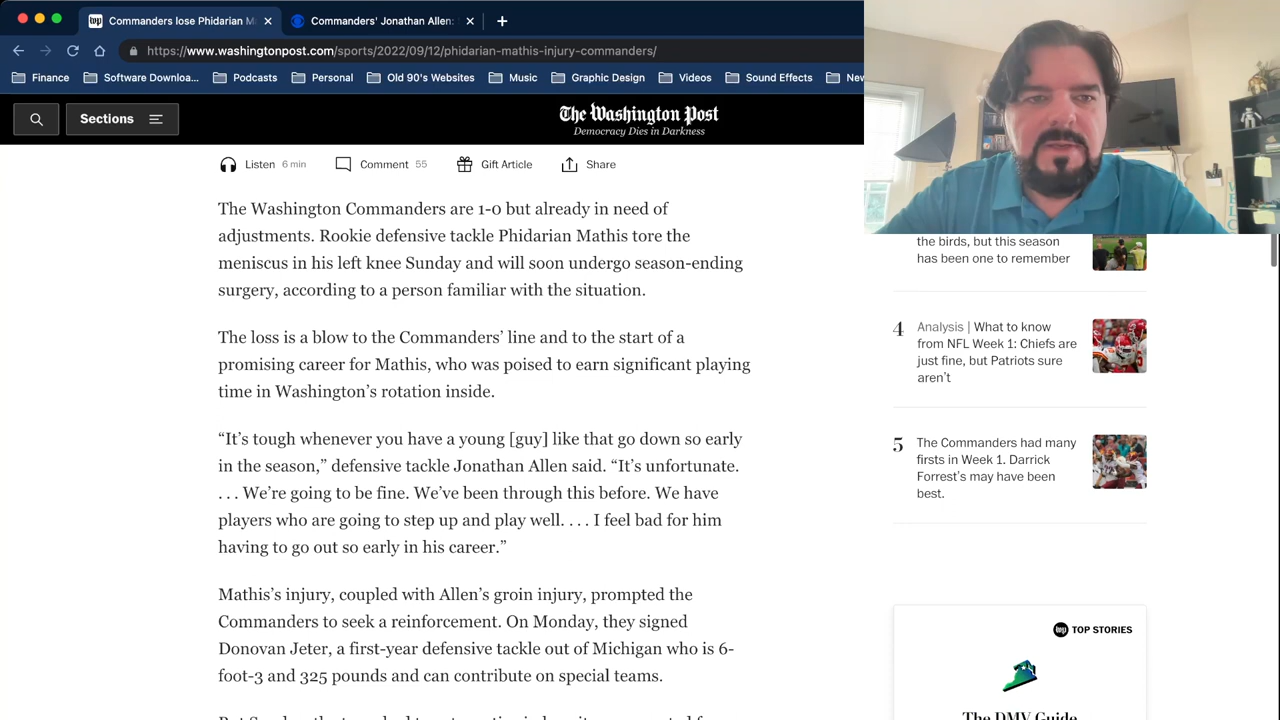 Commanders lose Phidarian M
Commanders' Jonathan Allen:
https://www.washingtonpost.com/sports/2022/09/12/phidarian-mathis-injury-commanders/
Finance
Software Downloa...
Podcasts
Personal
Old 90's Websites
Music
Graphic Design
Videos
Sound Effects
New
Sections
The Washington Post
Democracy Dies in Darkness
Listen 6 min
Comment 55
Gift Article
Share
The Washington Commanders are 1-0 but already in need of
adjustments. Rookie defensive tackle Phidarian Mathis tore the
meniscus in his left knee Sunday and will soon undergo season-ending
surgery, according to a person familiar with the situation.
The loss is a blow to the Commanders’ line and to the start of a
promising career for Mathis, who was poised to earn significant playing
time in Washington’s rotation inside.
“It’s tough whenever you have a young [guy] like that go down so early
in the season,” defensive tackle Jonathan Allen said. “It’s unfortunate.
. . . We’re going to be fine. We’ve been through this before. We have
players who are going to step up and play well. . . . I feel bad for him
having to go out so early in his career.”
Mathis’s injury, coupled with Allen’s groin injury, prompted the
Commanders to seek a reinforcement. On Monday, they signed
Donovan Jeter, a first-year defensive tackle out of Michigan who is 6-
foot-3 and 325 pounds and can contribute on special teams.
the birds, but this season
has been one to remember
4 Analysis | What to know
from NFL Week 1: Chiefs are
just fine, but Patriots sure
aren’t
5 The Commanders had many
firsts in Week 1. Darrick
Forrest’s may have been
best.
wp TOP STORIES
The DMV Guide